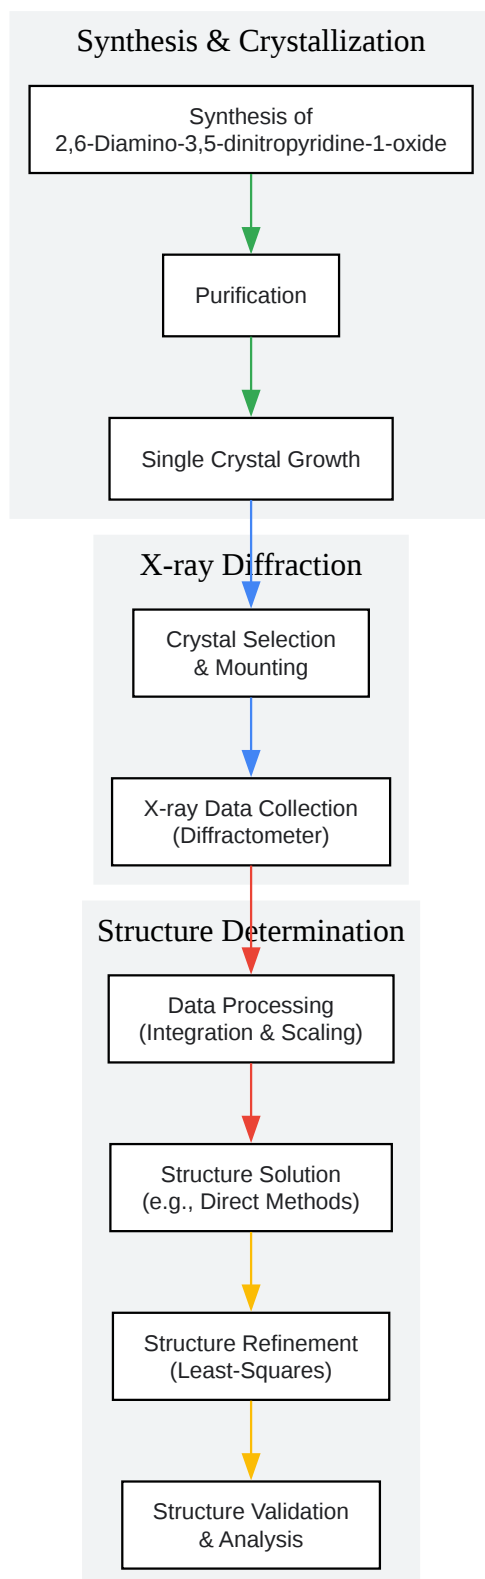 Synthesis & Crystallization
Synthesis of
2,6-Diamino-3,5-dinitropyridine-1-oxide
Purification
Single Crystal Growth
X-ray Diffraction
Crystal Selection
& Mounting
X-ray Data Collection
(Diffractometer)
Structure Determination
Data Processing
(Integration & Scaling)
Structure Solution
(e.g., Direct Methods)
Structure Refinement
(Least-Squares)
Structure Validation
& Analysis